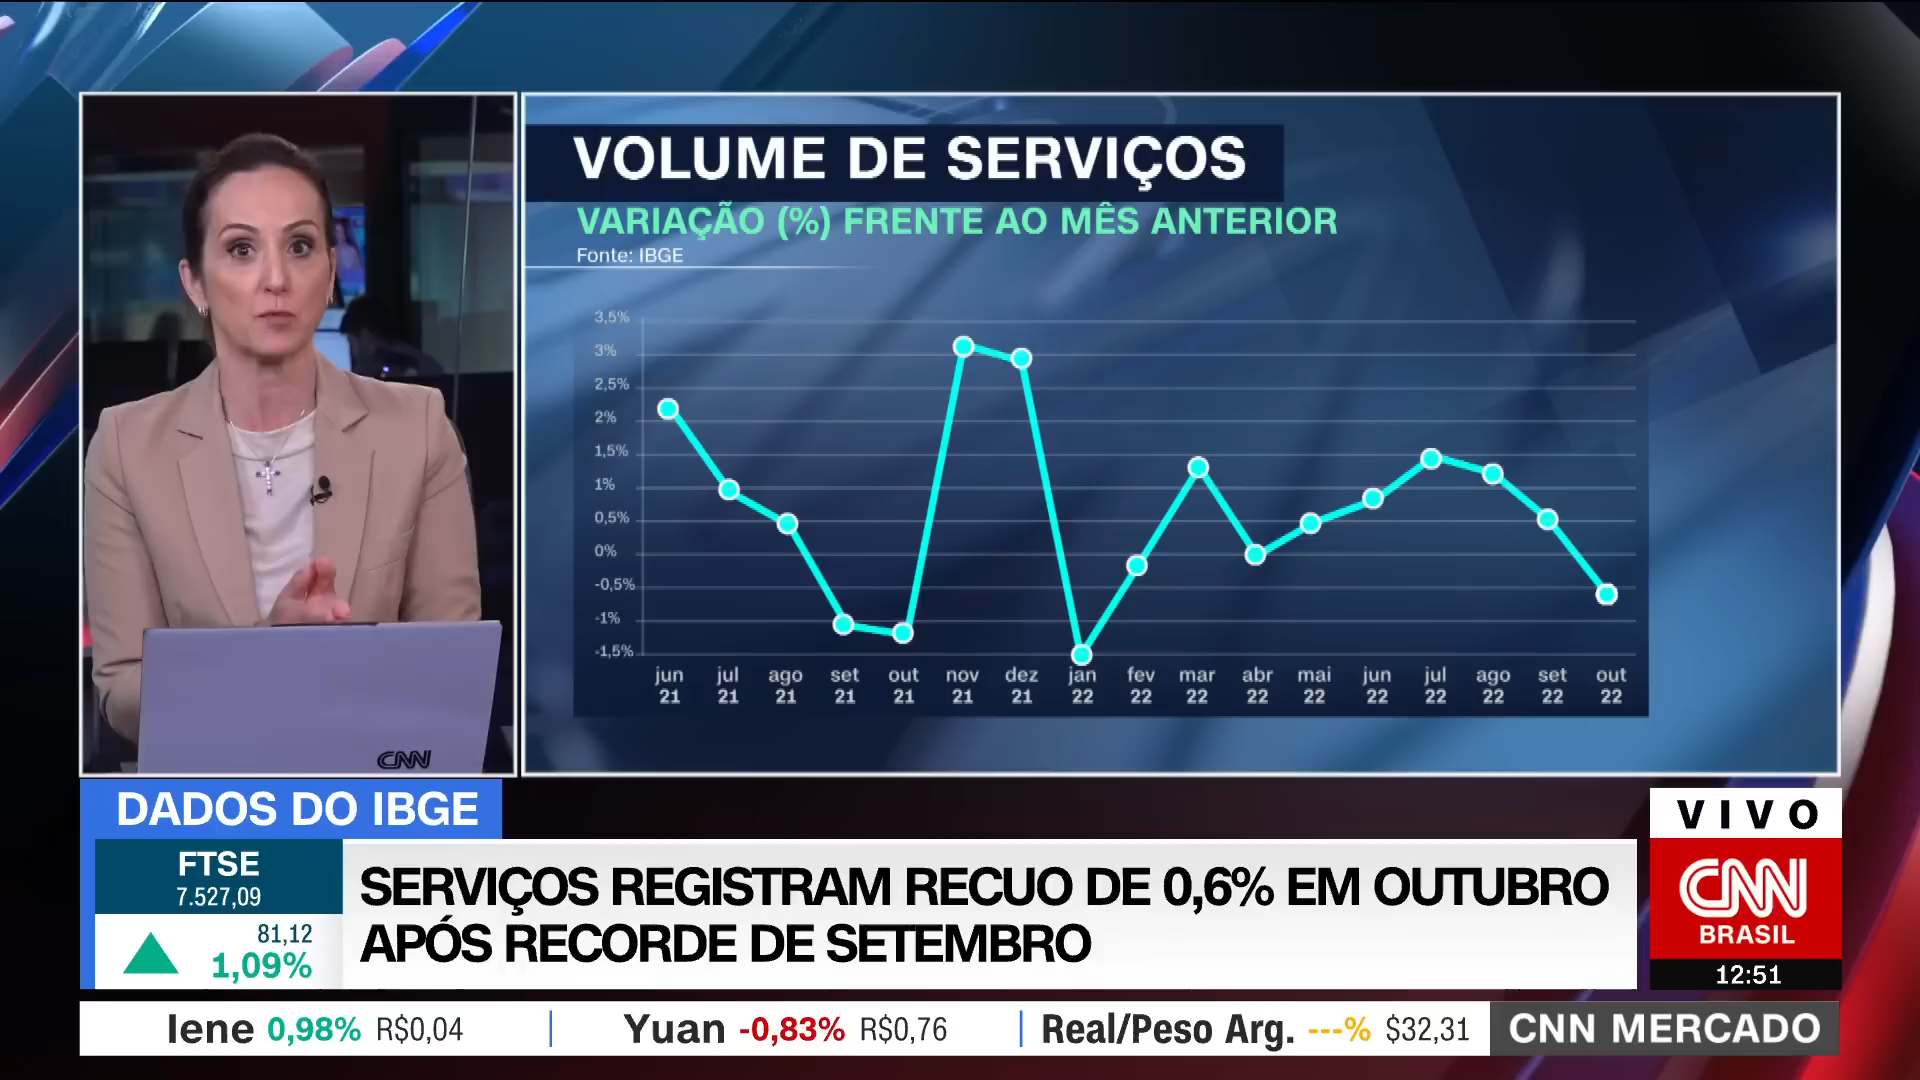 VOLUME DE SERVIÇOS
VARIAÇÃO (%) FRENTE AO MÊS ANTERIOR
Fonte: IBGE
3,5%
3%
2,5%
2%
1,5%
1%
0,5%
0%
-0,5%
-1%
-1,5%
jun jul ago set out nov dez jan fev mar abr mai jun jul ago set out
21 21 21 21 21 21 21 22 22 22 22 22 22 22 22 22 22
CNN
DADOS DO IBGE
FTSE
7.527,09
81,12
1,09%
SERVIÇOS REGISTRAM RECUO DE 0,6% EM OUTUBRO
APÓS RECORDE DE SETEMBRO
VIVO
CNN
BRASIL
12:51
Iene 0,98% R$0,04 Yuan -0,83% R$0,76 Real/Peso Arg. ---% $32,31 CNN MERCADO